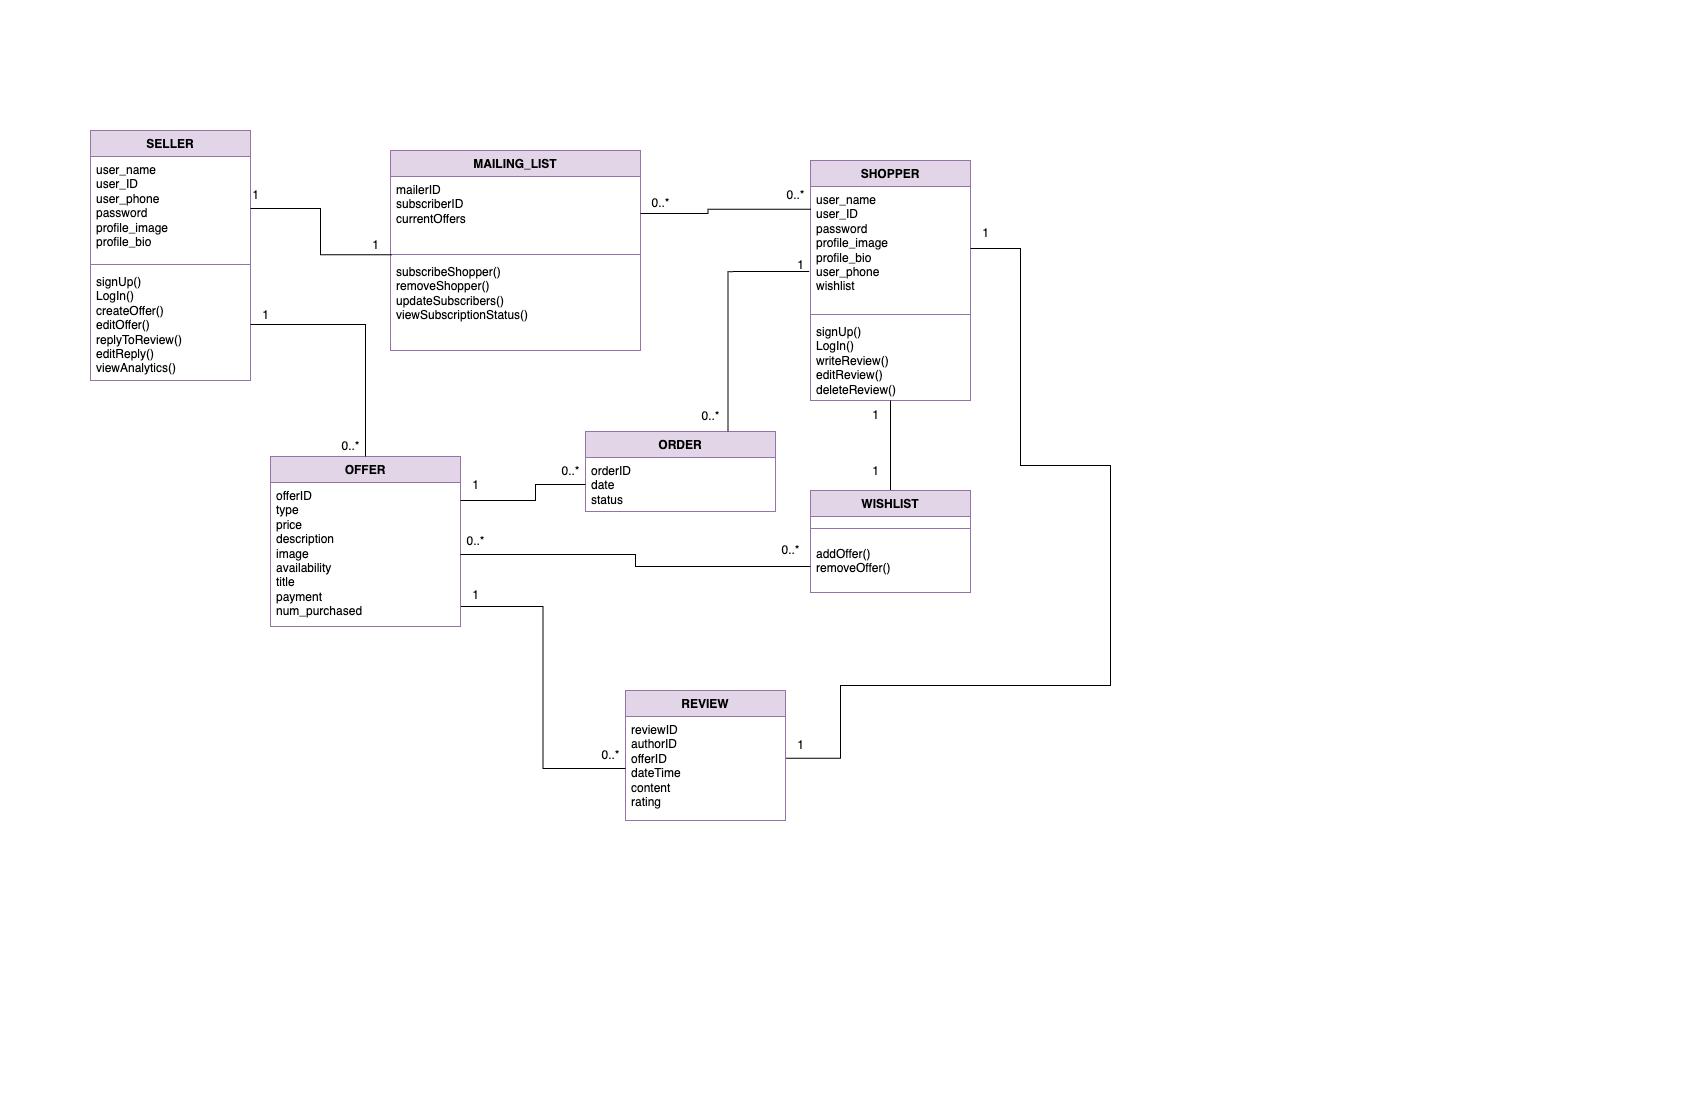 SELLER
user_name
user_ID
user_phone
password
profile_image
profile_bio
signUp()
LogIn()
createOffer()
editOffer()
replyToReview()
editReply()
viewAnalytics()
1
1
1
0..*
MAILING_LIST
mailerID
subscriberID
currentOffers
subscribeShopper()
removeShopper()
updateSubscribers()
viewSubscriptionStatus()
0..*
0..*
SHOPPER
user_name
user_ID
password
profile_image
profile_bio
user_phone
wishlist
signUp()
LogIn()
writeReview()
editReview()
deleteReview()
1
1
0..*
1
1
OFFER
offerID
type
price
description
image
availability
title
payment
num_purchased
1
0..*
ORDER
orderID
date
status
0..*
0..*
WISHLIST
addOffer()
removeOffer()
1
0..*
REVIEW
reviewID
authorID
offerID
dateTime
content
rating
1